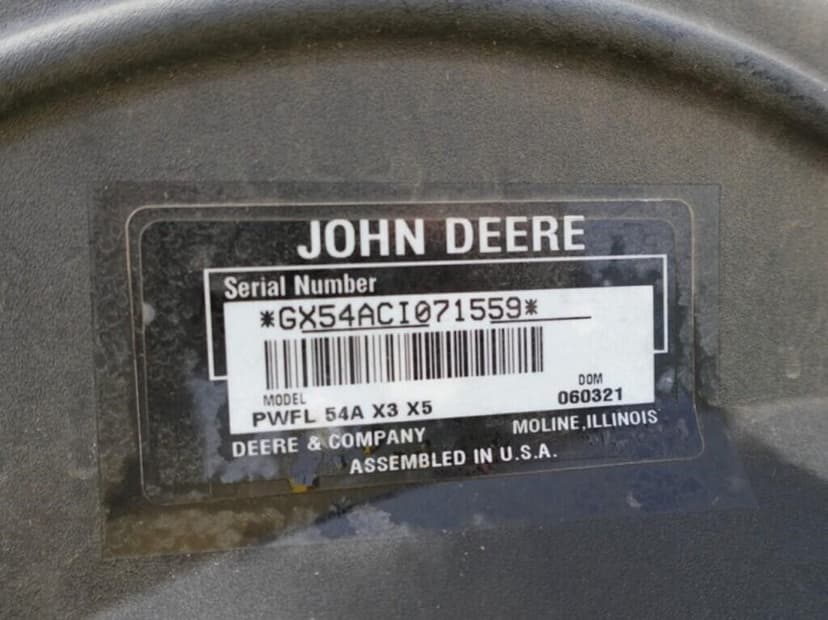 JOHN DEERE
Serial Number
*GX54ACI071559*
MODEL
DOM
PWFL 54A X3 X5
060321
DEERE & COMPANY
MOLINE,ILLINOIS
ASSEMBLED IN U.S.A.